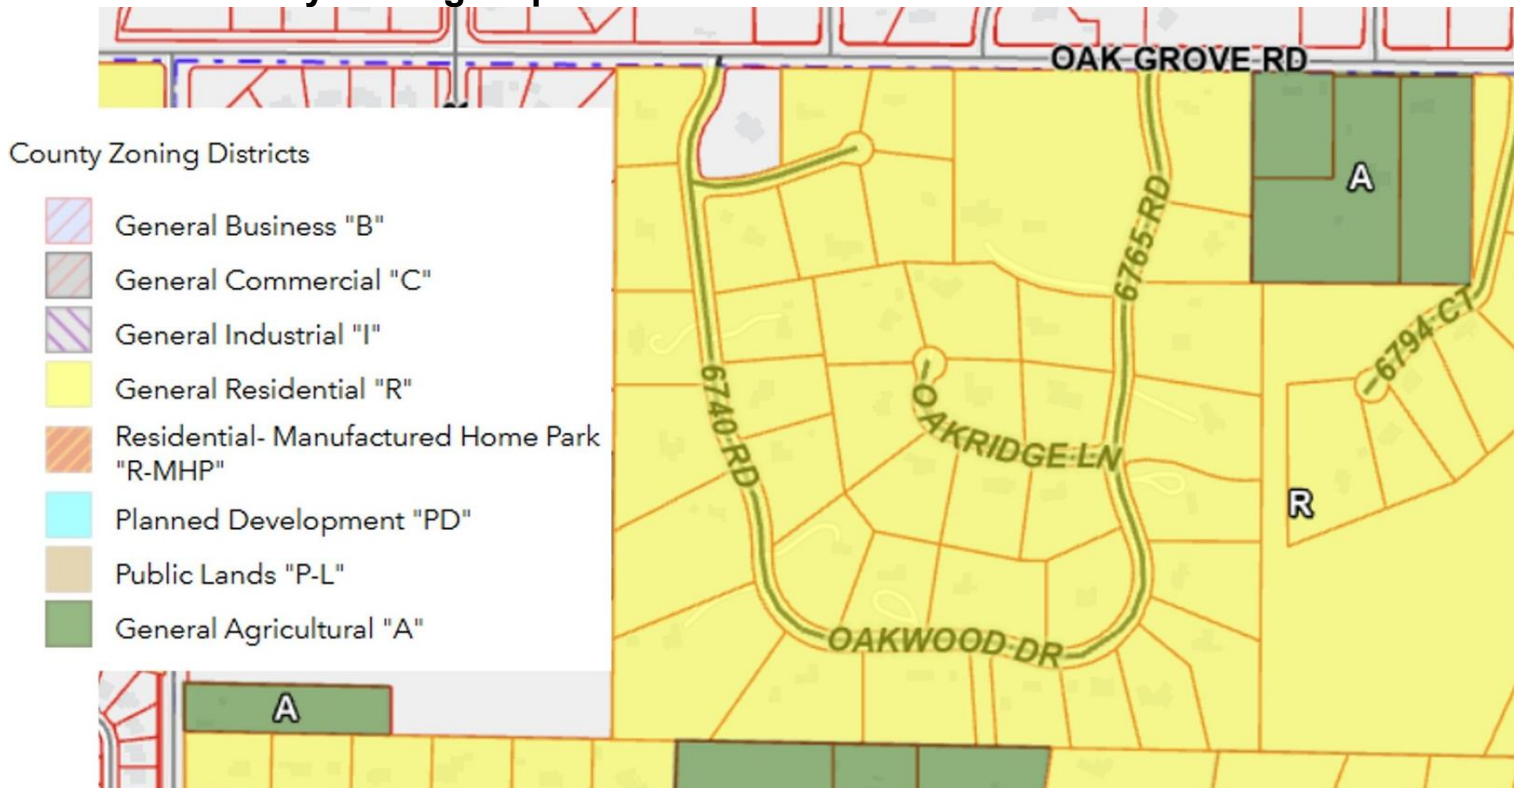 OAK GROVE RD
County Zoning Districts
General Business "B"
General Commercial "C"
General Industrial "I"
General Residential "R"
Residential- Manufactured Home Park
"R-MHP"
Planned Development "PD"
Public Lands "P-L"
General Agricultural "A"
A
6765 RD
6794 CT
6740 RD
OAKRIDGE LN
R
OAKWOOD DR
A